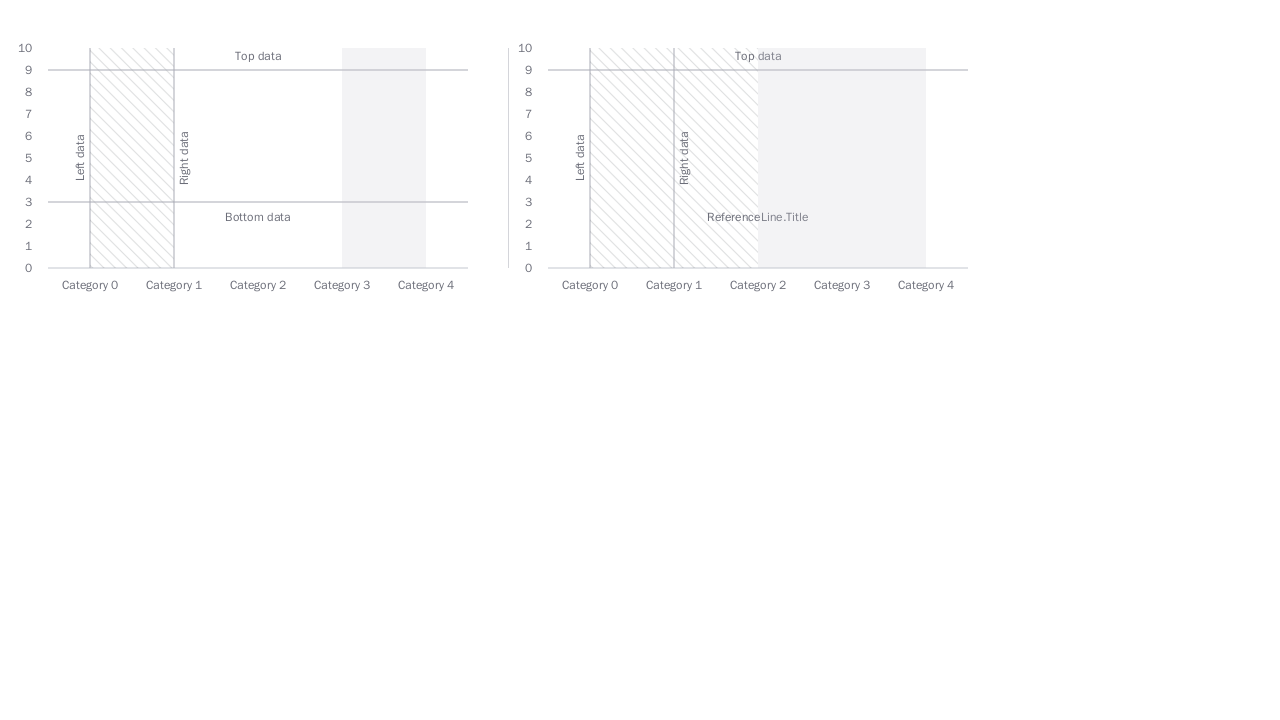 10
9
8
7
6
5
4
3
2
1
0
Top data
Left data
Right data
Bottom data
Category 0
Category 1
Category 2
Category 3
Category 4
10
9
8
7
6
5
4
3
2
1
0
Top data
Left data
Right data
ReferenceLine.Title
Category 0
Category 1
Category 2
Category 3
Category 4